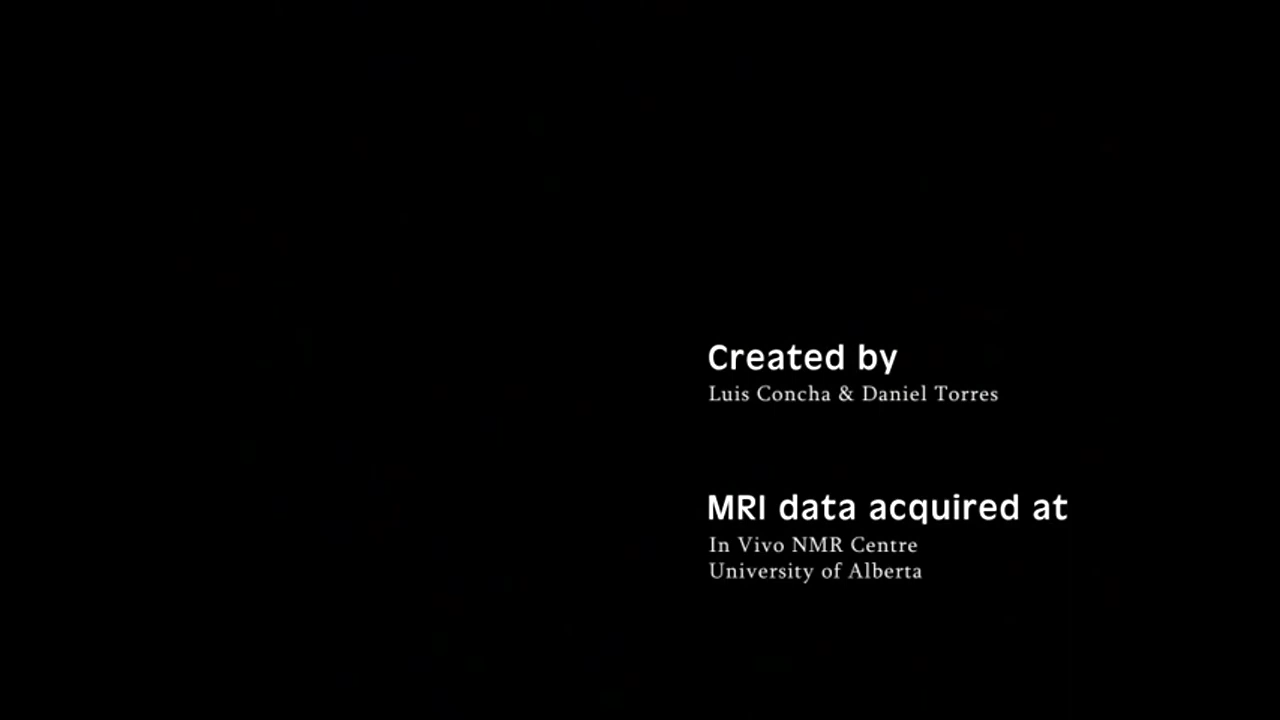 Created by
Luis Concha & Daniel Torres
MRI data acquired at
In Vivo NMR Centre
University of Alberta